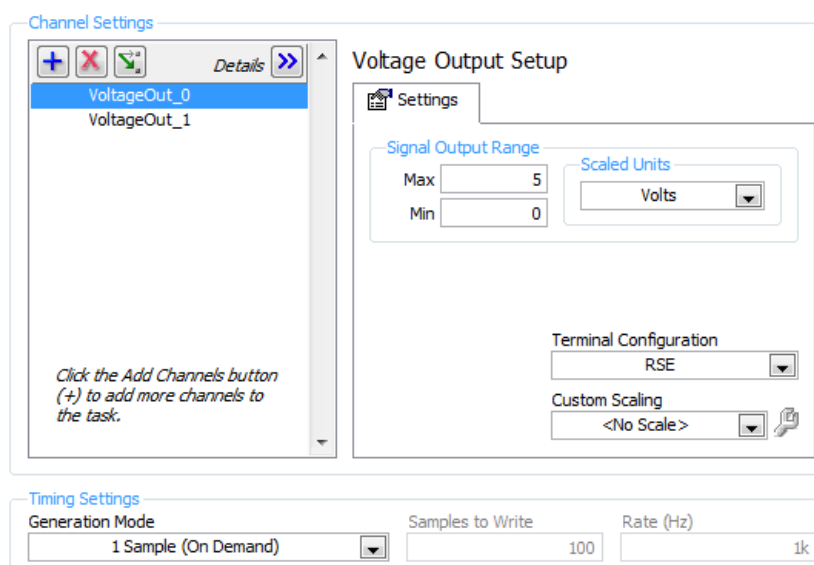 Channel Settings
Details
VoltageOut_0
VoltageOut_1
Click the Add Channels button
(+) to add more channels to
the task.
Voltage Output Setup
Settings
Signal Output Range
Max 5
Min 0
Scaled Units
Volts
Terminal Configuration
RSE
Custom Scaling
<No Scale>
Timing Settings
Generation Mode
1 Sample (On Demand)
Samples to Write
100
Rate (Hz)
1k